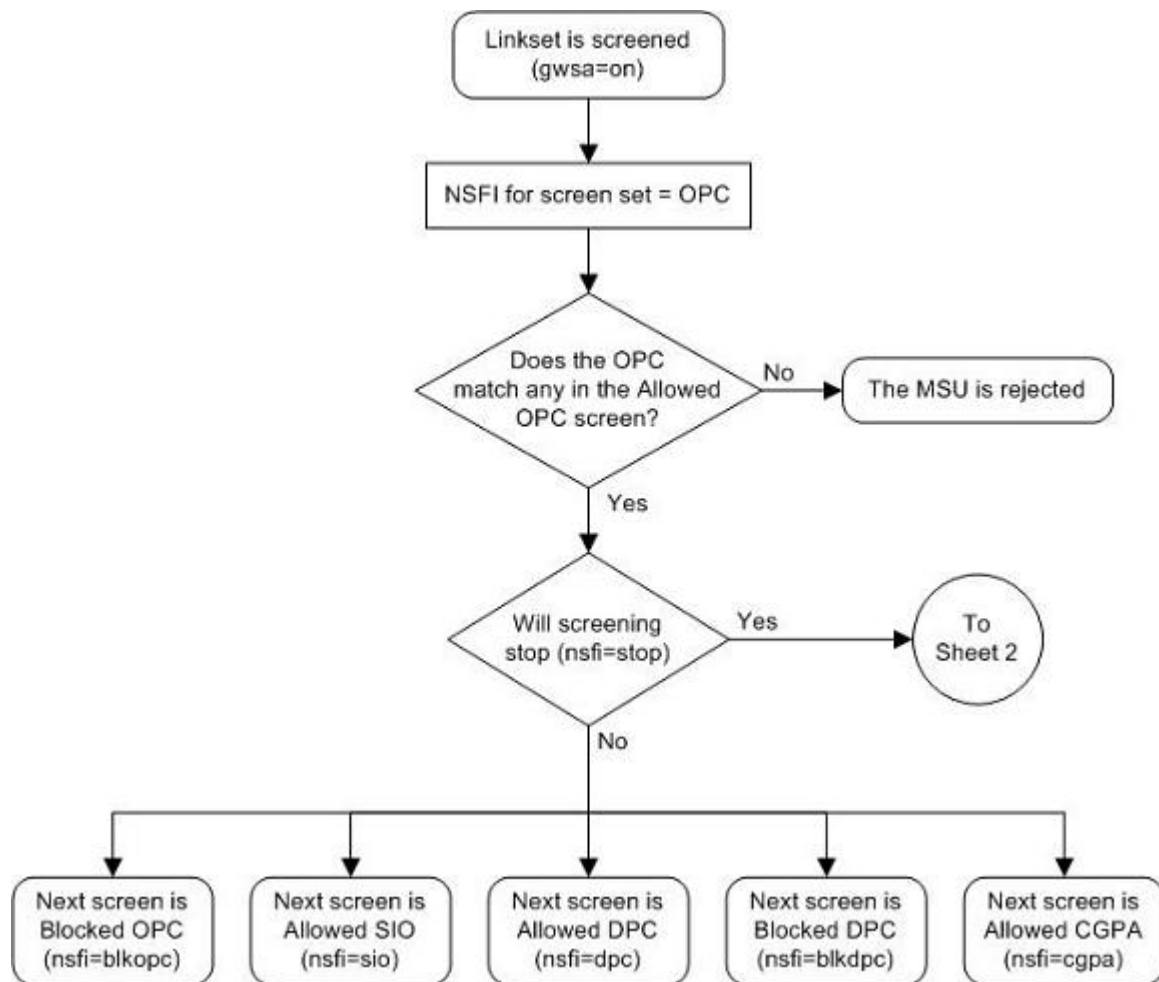 Linkset is screened
(gwsa=on)
NSFI for screen set = OPC
Does the OPC
match any in the Allowed
OPC screen?
No
The MSU is rejected
Yes
Will screening
stop (nsfi=stop)
Yes
To
Sheet 2
No
Next screen is
Blocked OPC
(nsfi=blkopc)
Next screen is
Allowed SIO
(nsfi=sio)
Next screen is
Allowed DPC
(nsfi=dpc)
Next screen is
Blocked DPC
(nsfi=blkdpc)
Next screen is
Allowed CGPA
(nsfi=cgpa)